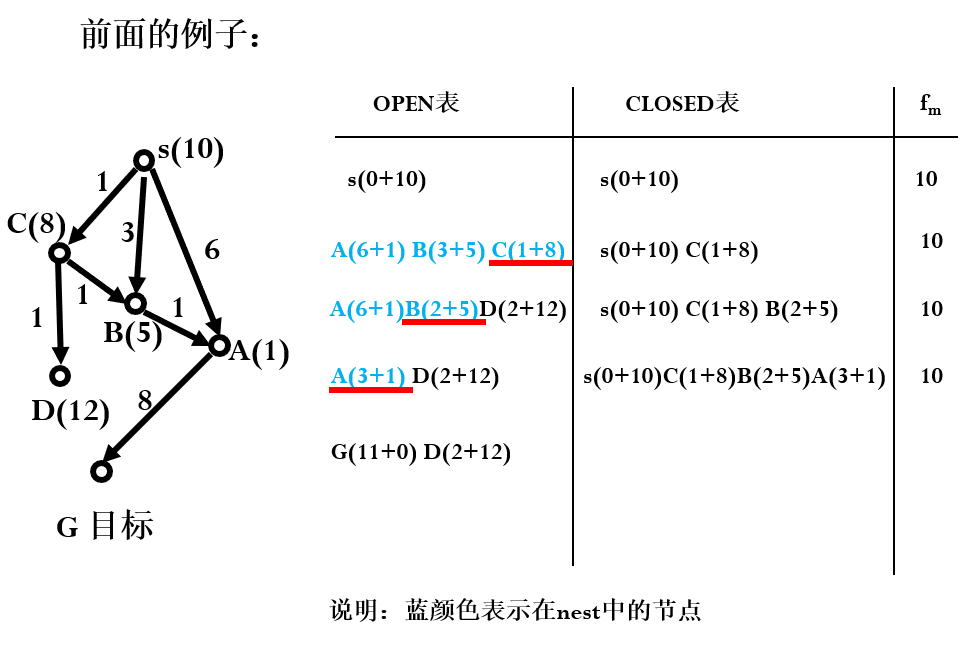 前面的例子：
OPEN表 CLOSED表 fm
s(0+10) s(0+10) 10
A(6+1) B(3+5) C(1+8) s(0+10) C(1+8) 10
A(6+1)B(2+5)D(2+12) s(0+10) C(1+8) B(2+5) 10
A(3+1) D(2+12) s(0+10)C(1+8)B(2+5)A(3+1) 10
G(11+0) D(2+12)
s(10)
1
3
6
C(8)
1
1
1
B(5)
A(1)
D(12)
8
G 目标
说明：蓝颜色表示在nest中的节点